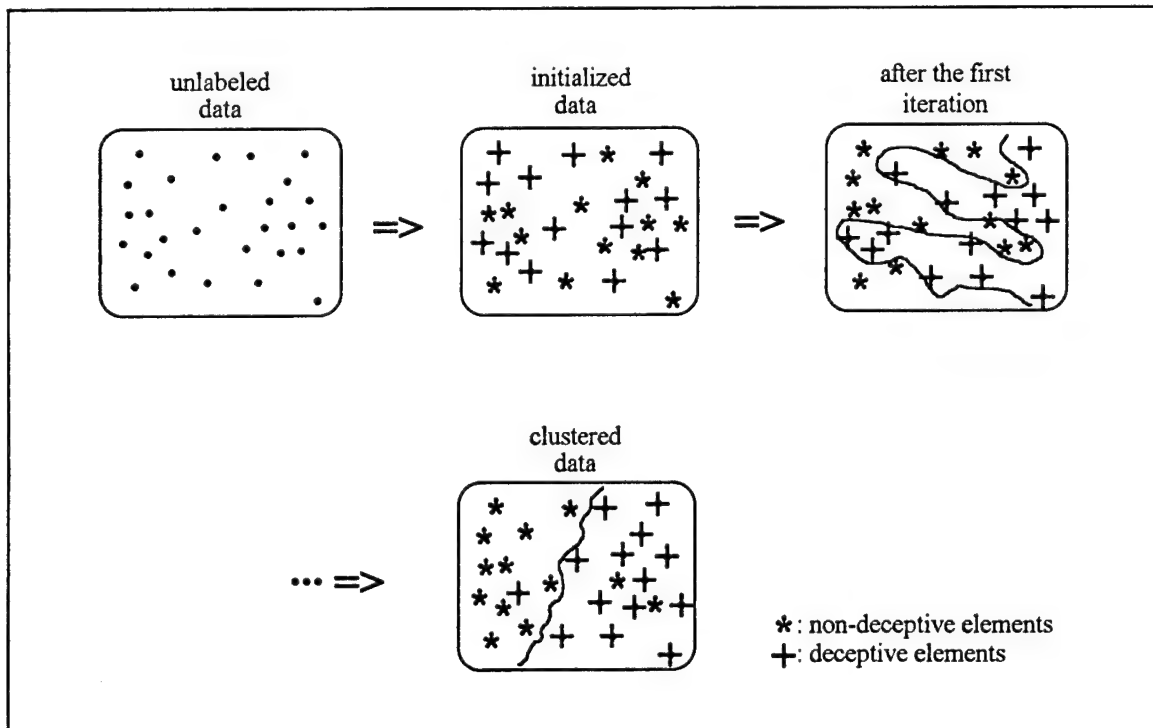 unlabeled
data
initialized
data
after the first
iteration
=>
=>
clustered
data
••• =>
*: non-deceptive elements
+: deceptive elements